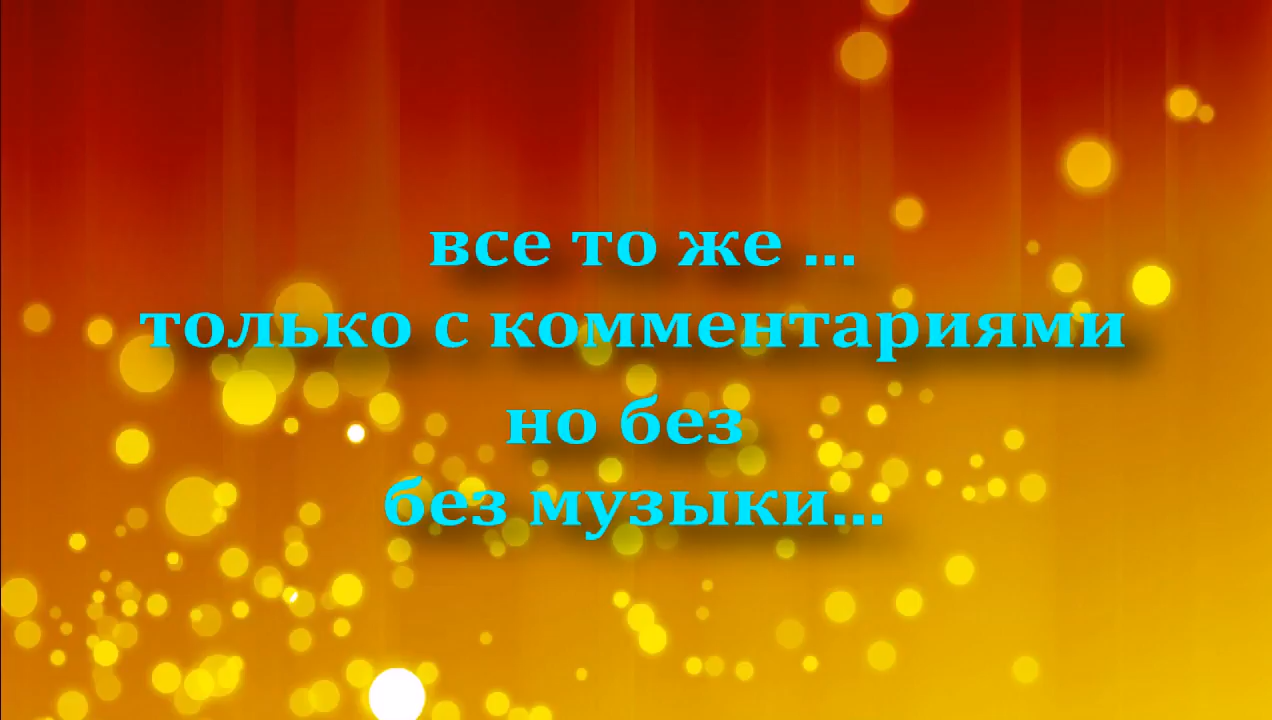 все то же ...
только с комментариями
но без
без музыки...